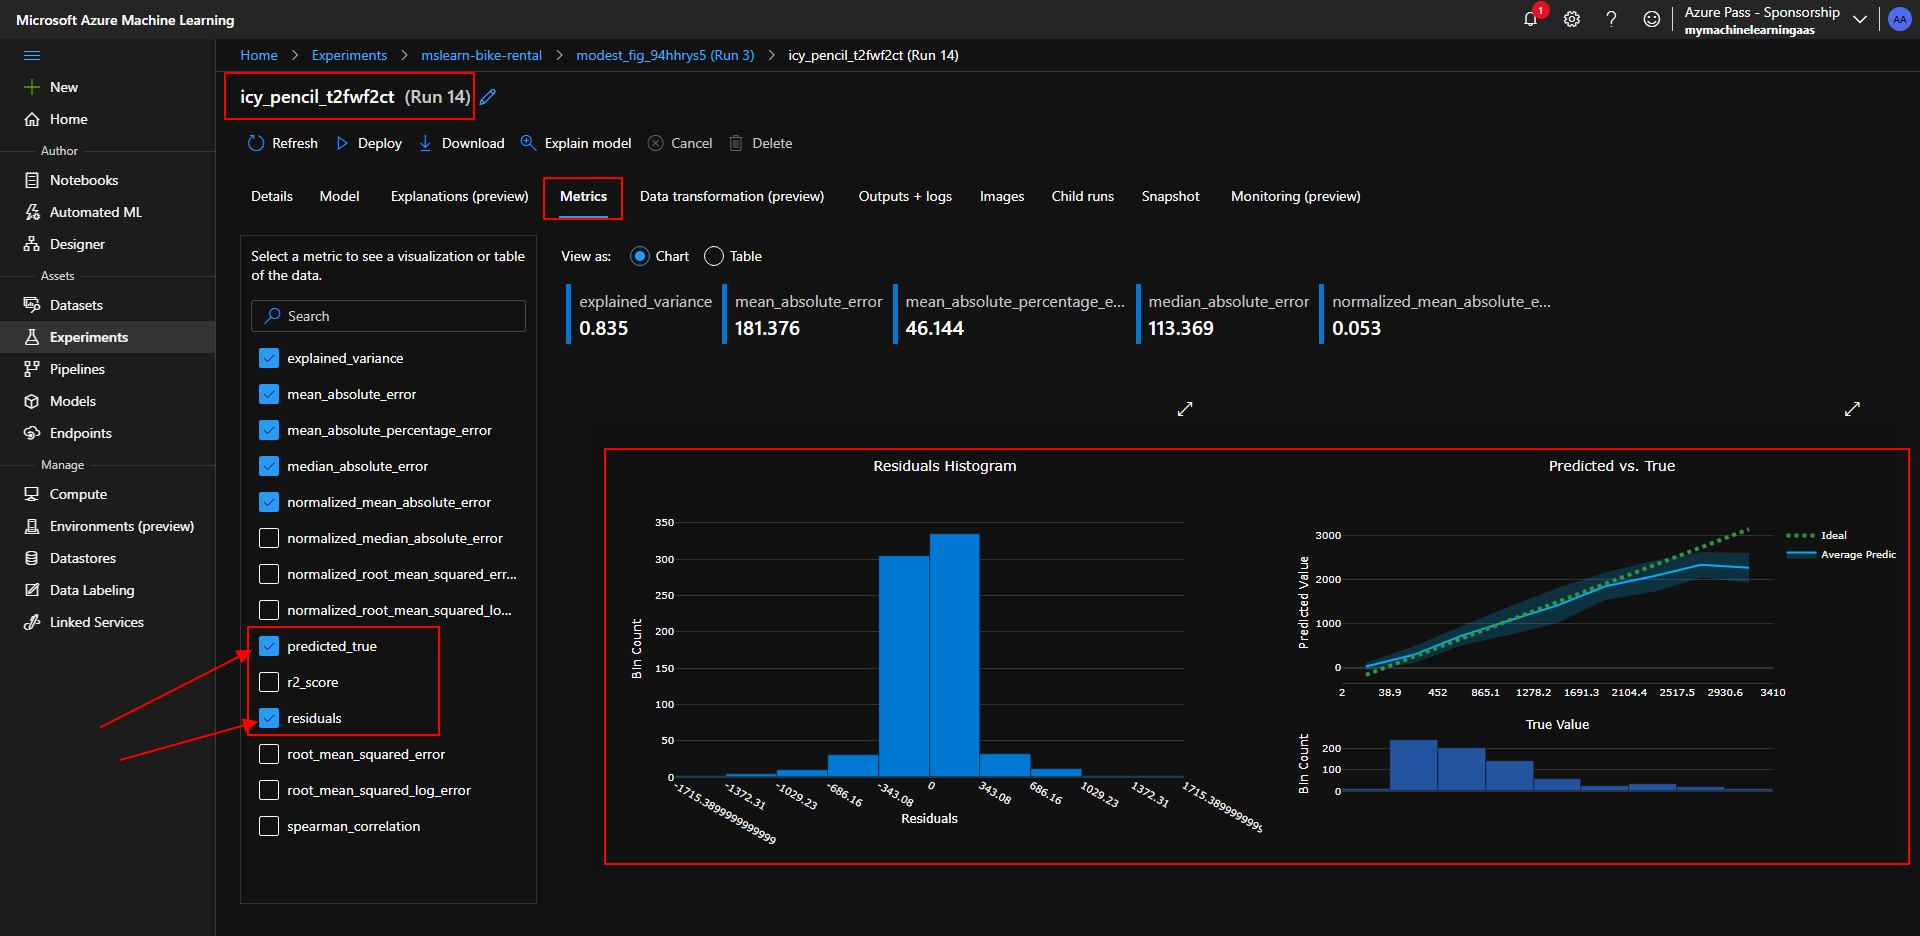 Microsoft Azure Machine Learning
1
Azure Pass - Sponsorship
mymachinelearningaas
AA
Home > Experiments > mslearn-bike-rental > modest_fig_94hhrys5 (Run 3) > icy_pencil_t2fwf2ct (Run 14)
New
Home
Author
Notebooks
Automated ML
Designer
Assets
Datasets
Experiments
Pipelines
Models
Endpoints
Manage
Compute
Environments (preview)
Datastores
Data Labeling
Linked Services
icy_pencil_t2fwf2ct (Run 14)
Refresh Deploy Download Explain model Cancel Delete
Details Model Explanations (preview) Metrics Data transformation (preview) Outputs + logs Images Child runs Snapshot Monitoring (preview)
Select a metric to see a visualization or table
of the data.
Search
explained_variance
mean_absolute_error
mean_absolute_percentage_error
median_absolute_error
normalized_mean_absolute_error
normalized_median_absolute_error
normalized_root_mean_squared_err...
normalized_root_mean_squared_lo...
predicted_true
r2_score
residuals
root_mean_squared_error
root_mean_squared_log_error
spearman_correlation
View as: Chart Table
explained_variance mean_absolute_error mean_absolute_percentage_e... median_absolute_error normalized_mean_absolute_e...
0.835 181.376 46.144 113.369 0.053
Residuals Histogram
350
300
250
200
150
100
50
0
Bin Count
-1715.3899999999999 -1372.31 -1029.23 -686.16 -343.08 0 343.08 686.16 1029.23 1372.31 1715.389999999999
Residuals
Predicted vs. True
3000
2000
1000
0
Predicted Value
Ideal
Average Predic
2 38.9 452 865.1 1278.2 1691.3 2104.4 2517.5 2930.6 3410
True Value
200
100
0
Bin Count